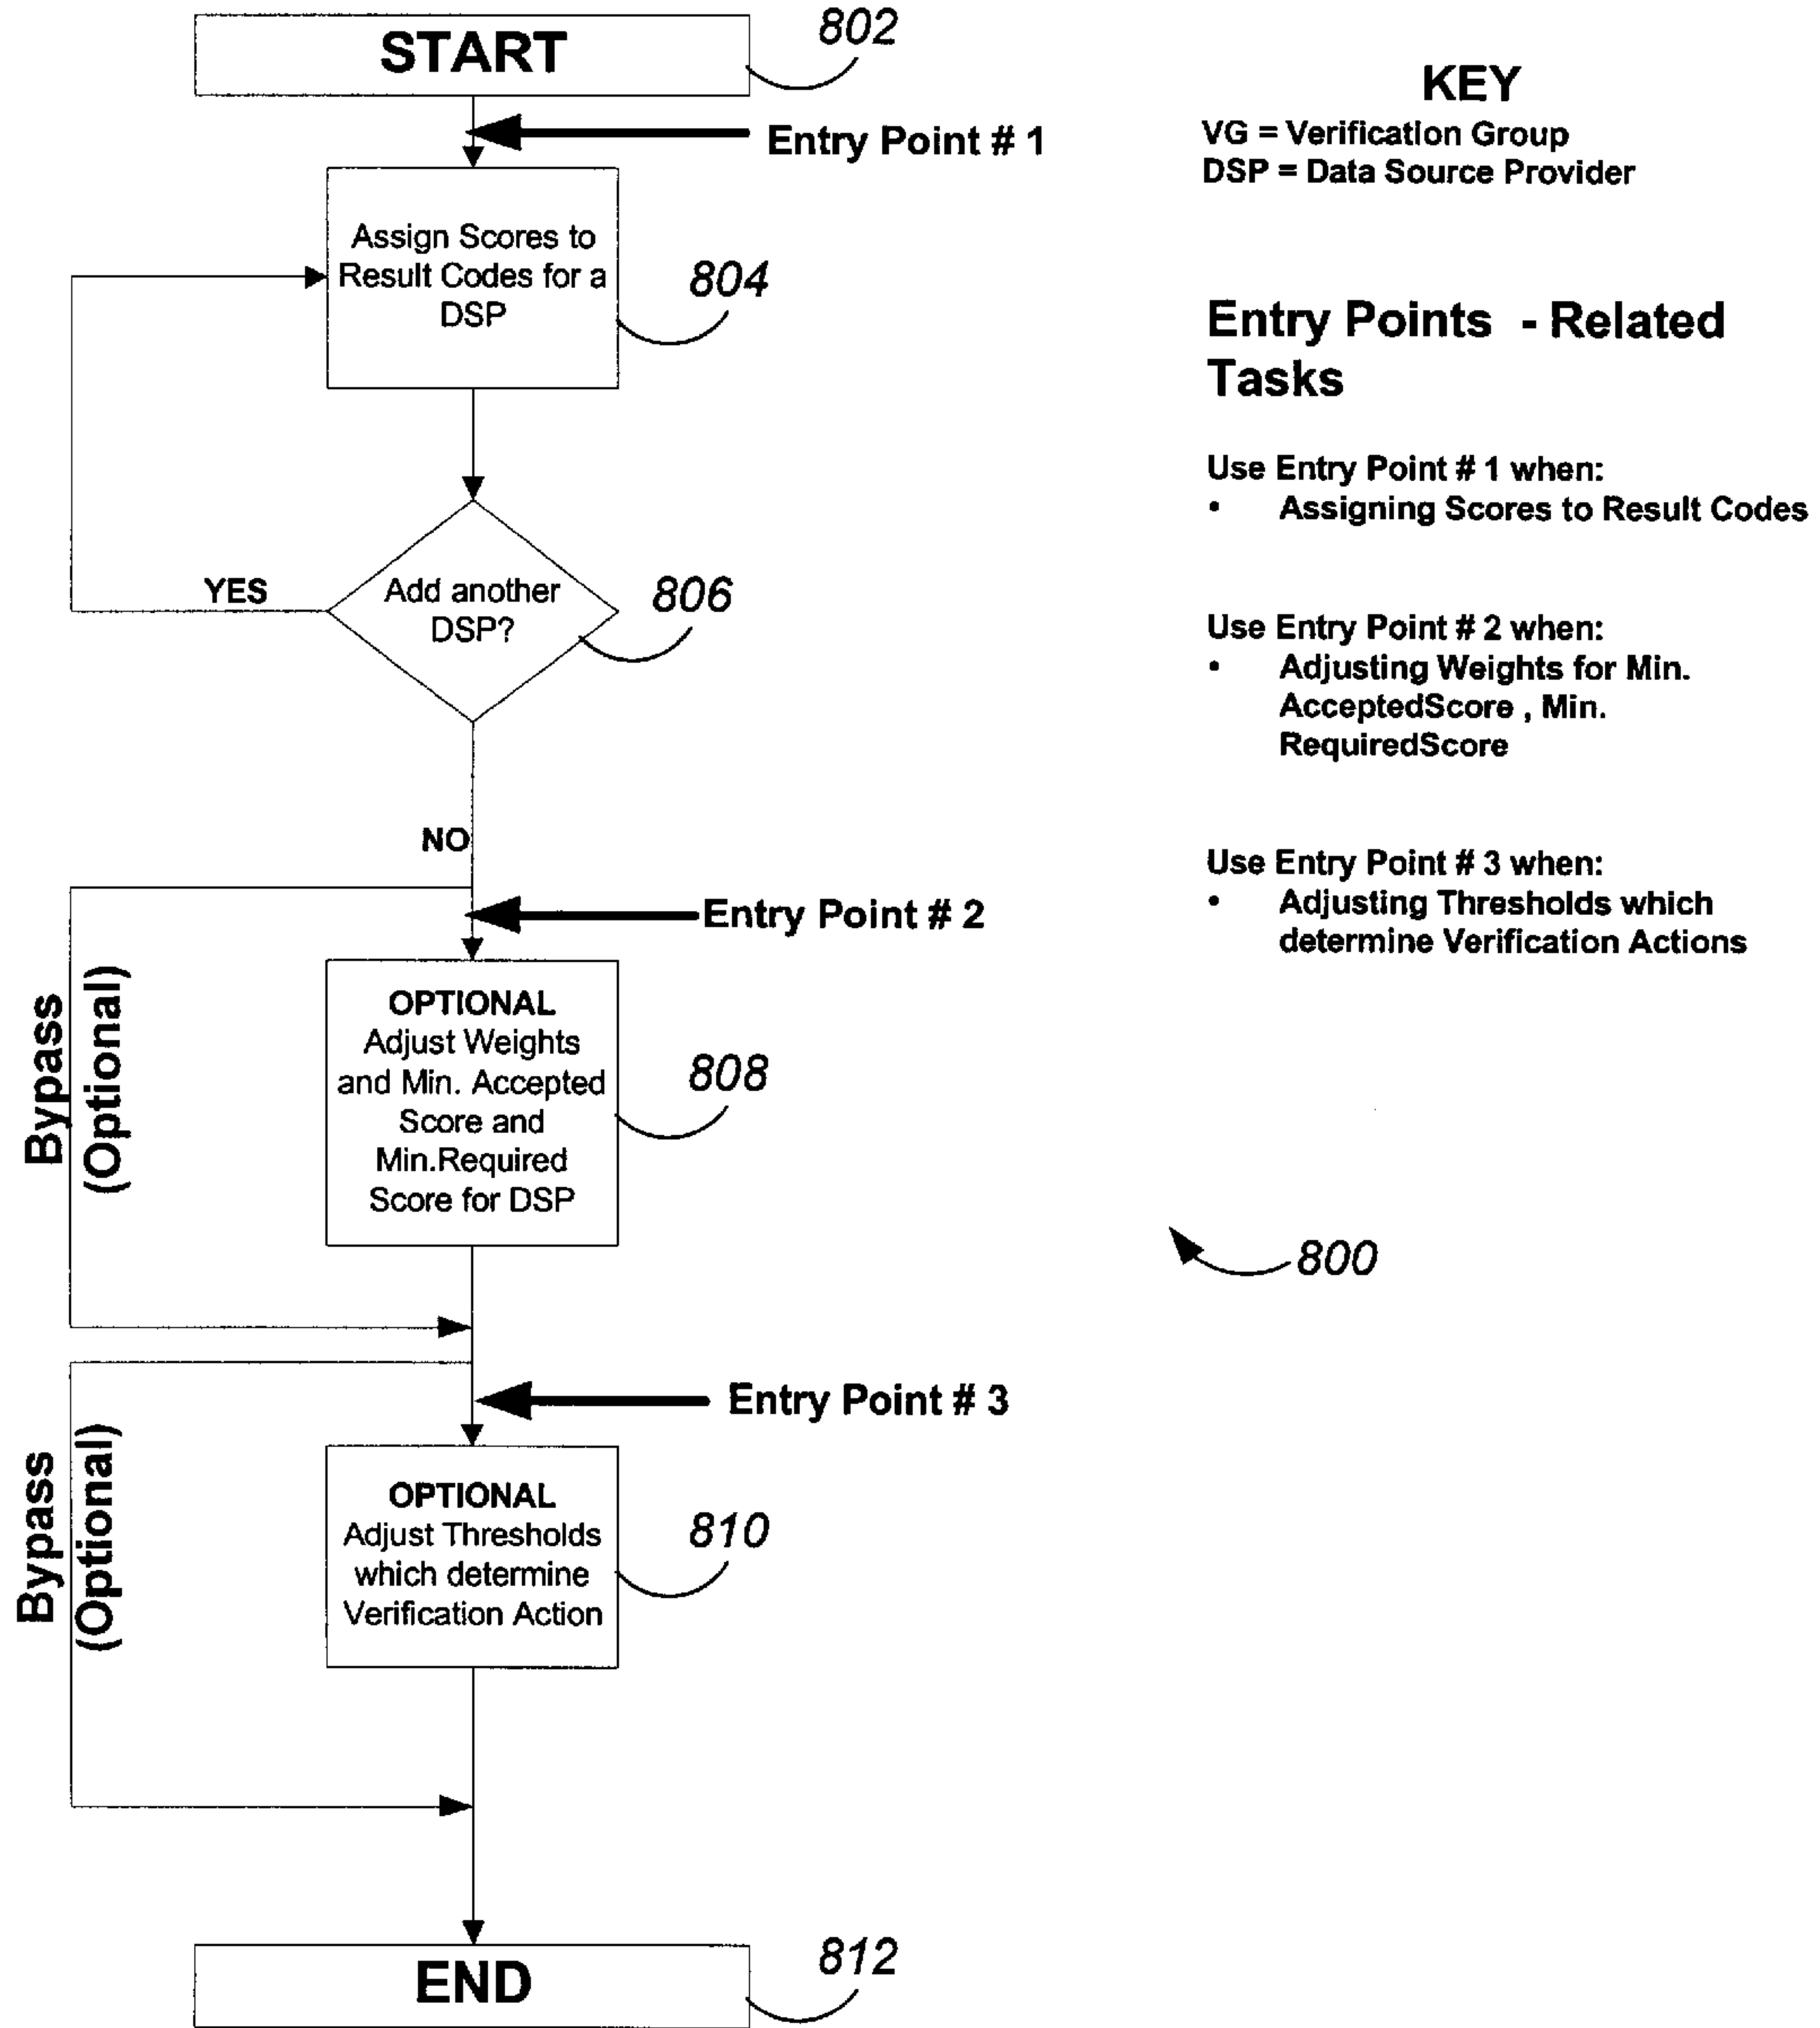 START
802
Entry Point # 1
Assign Scores to
Result Codes for a
DSP
804
Add another
DSP?
806
YES
NO
Entry Point # 2
Bypass
(Optional)
OPTIONAL
Adjust Weights
and Min. Accepted
Score and
Min.Required
Score for DSP
808
Entry Point # 3
Bypass
(Optional)
OPTIONAL
Adjust Thresholds
which determine
Verification Action
810
END
812
KEY
VG = Verification Group
DSP = Data Source Provider
Entry Points - Related
Tasks
Use Entry Point # 1 when:
• Assigning Scores to Result Codes
Use Entry Point # 2 when:
• Adjusting Weights for Min.
AcceptedScore , Min.
RequiredScore
Use Entry Point # 3 when:
• Adjusting Thresholds which
determine Verification Actions
800